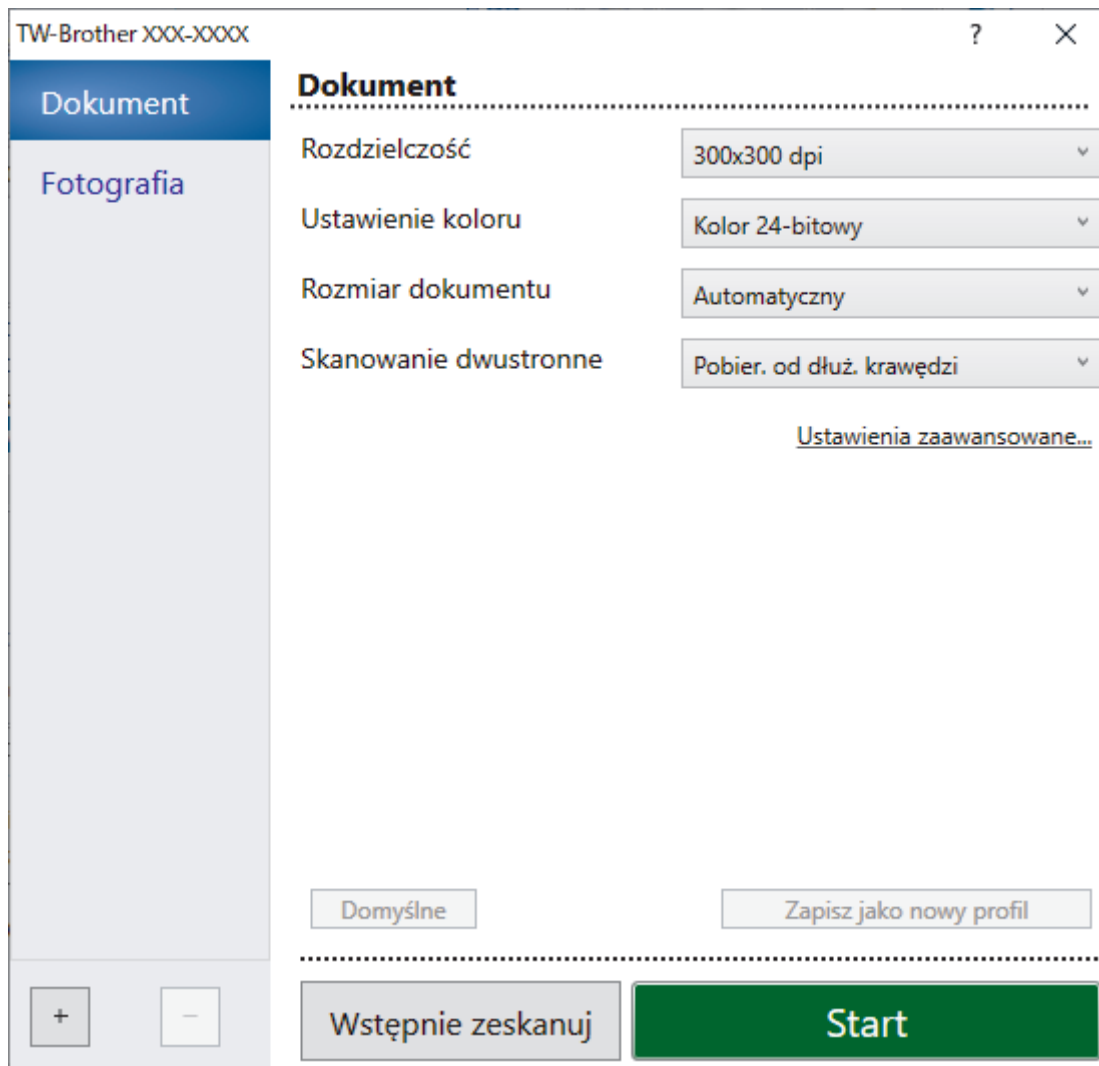 TW-Brother XXX-XXXX
?
Dokument
Fotografia
Dokument
Rozdzielczość
300x300 dpi
Ustawienie koloru
Kolor 24-bitowy
Rozmiar dokumentu
Automatyczny
Skanowanie dwustronne
Pobier. od dłuż. krawędzi
Ustawienia zaawansowane...
Domyślne
Zapisz jako nowy profil
+
−
Wstępnie zeskanuj
Start